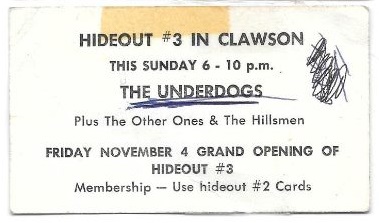 HIDEOUT #3 IN CLAWSON
THIS SUNDAY 6 - 10 p.m.
THE UNDERDOGS
Plus The Other Ones & The Hillsmen
FRIDAY NOVEMBER 4 GRAND OPENING OF
HIDEOUT #3
Membership — Use hideout #2 Cards